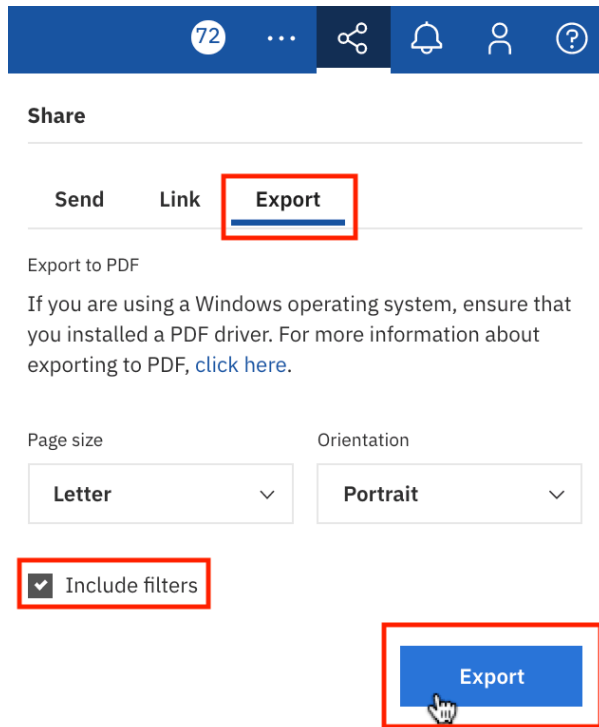 72
Share
Send Link Export
Export to PDF
If you are using a Windows operating system, ensure that
you installed a PDF driver. For more information about
exporting to PDF, click here.
Page size Orientation
Letter Portrait
Include filters
Export